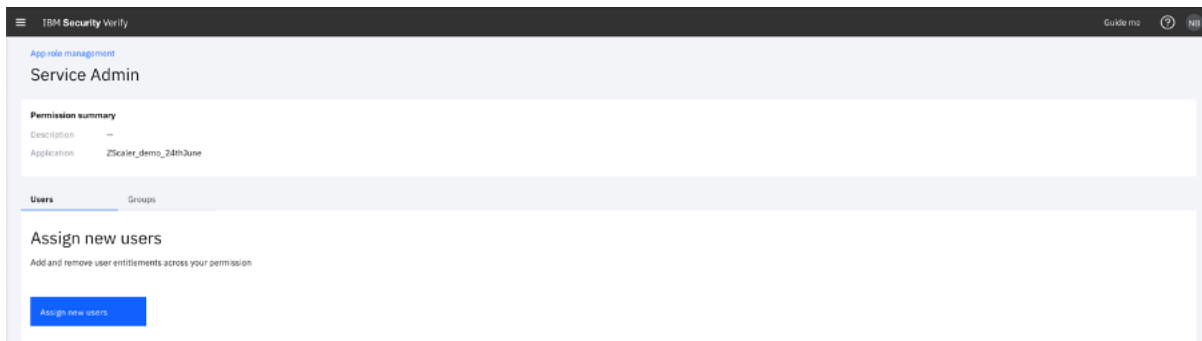 IBM Security Verify
Guide me
NB
App role management
Service Admin
Permission summary
Description —
Application ZScaler_demo_24thJune
Users Groups
Assign new users
Add and remove user entitlements across your permission
Assign new users